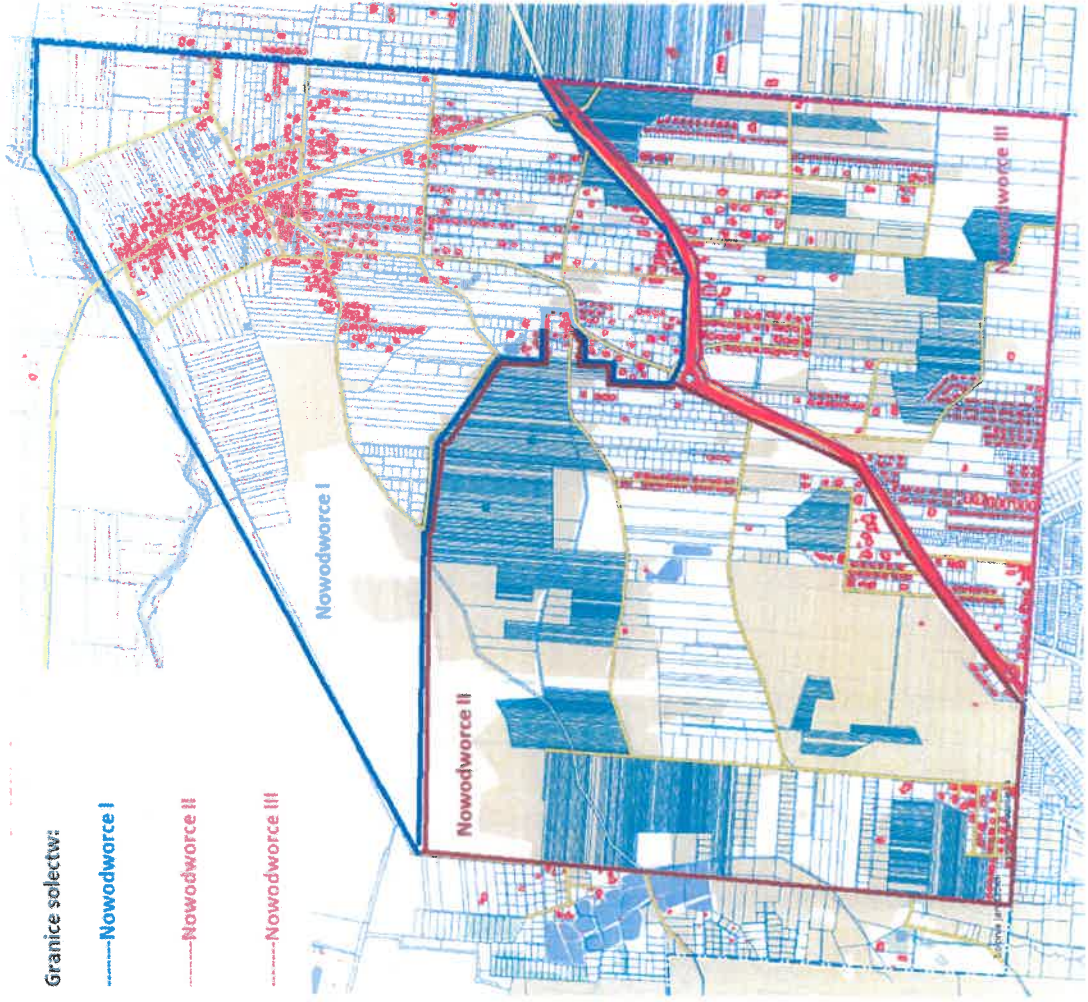 Granice sołectw:
-------Nowodworce I
-------Nowodworce II
-------Nowodworce III
Nowodworce I
Nowodworce II
Nowodworce III